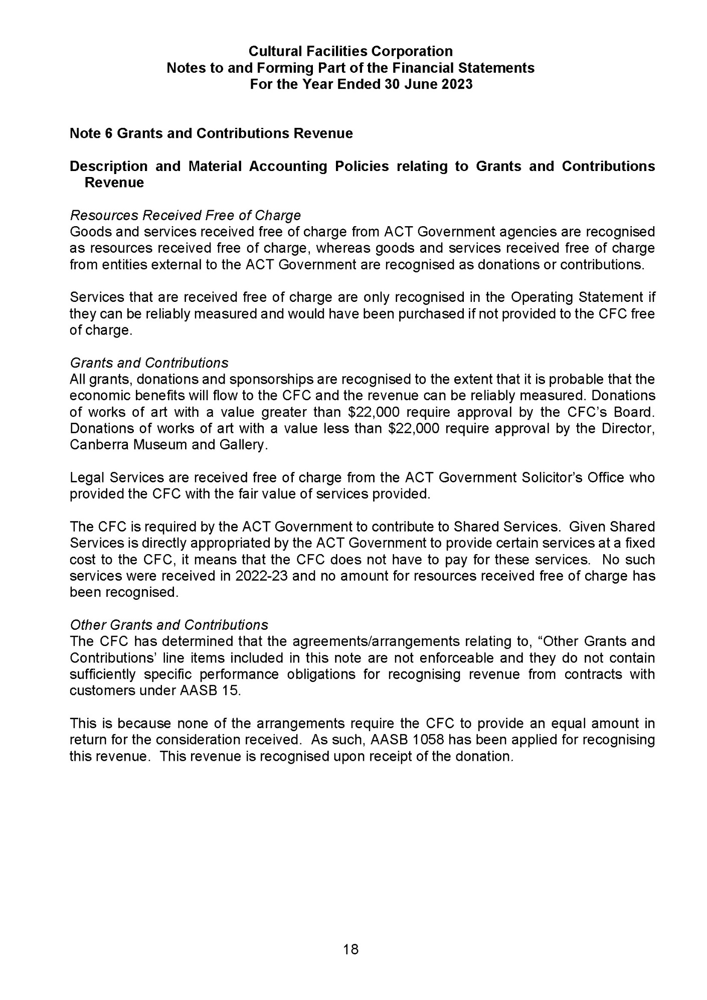 Cultural Facilities Corporation
Notes to and Forming Part of the Financial Statements
For the Year Ended 30 June 2023
Note 6 Grants and Contributions Revenue
Description and Material Accounting Policies relating to Grants and Contributions
Revenue
Resources Received Free of Charge
Goods and services received free of charge from ACT Government agencies are recognised
as resources received free of charge, whereas goods and services received free of charge
from entities external to the ACT Government are recognised as donations or contributions.
Services that are received free of charge are only recognised in the Operating Statement if
they can be reliably measured and would have been purchased if not provided to the CFC free
of charge.
Grants and Contributions
All grants, donations and sponsorships are recognised to the extent that it is probable that the
economic benefits will flow to the CFC and the revenue can be reliably measured. Donations
of works of art with a value greater than $22,000 require approval by the CFC’s Board.
Donations of works of art with a value less than $22,000 require approval by the Director,
Canberra Museum and Gallery.
Legal Services are received free of charge from the ACT Government Solicitor’s Office who
provided the CFC with the fair value of services provided.
The CFC is required by the ACT Government to contribute to Shared Services.  Given Shared
Services is directly appropriated by the ACT Government to provide certain services at a fixed
cost to the CFC, it means that the CFC does not have to pay for these services.  No such
services were received in 2022-23 and no amount for resources received free of charge has
been recognised.
Other Grants and Contributions
The CFC has determined that the agreements/arrangements relating to, “Other Grants and
Contributions’ line items included in this note are not enforceable and they do not contain
sufficiently specific performance obligations for recognising revenue from contracts with
customers under AASB 15.
This is because none of the arrangements require the CFC to provide an equal amount in
return for the consideration received.  As such, AASB 1058 has been applied for recognising
this revenue.  This revenue is recognised upon receipt of the donation.
18